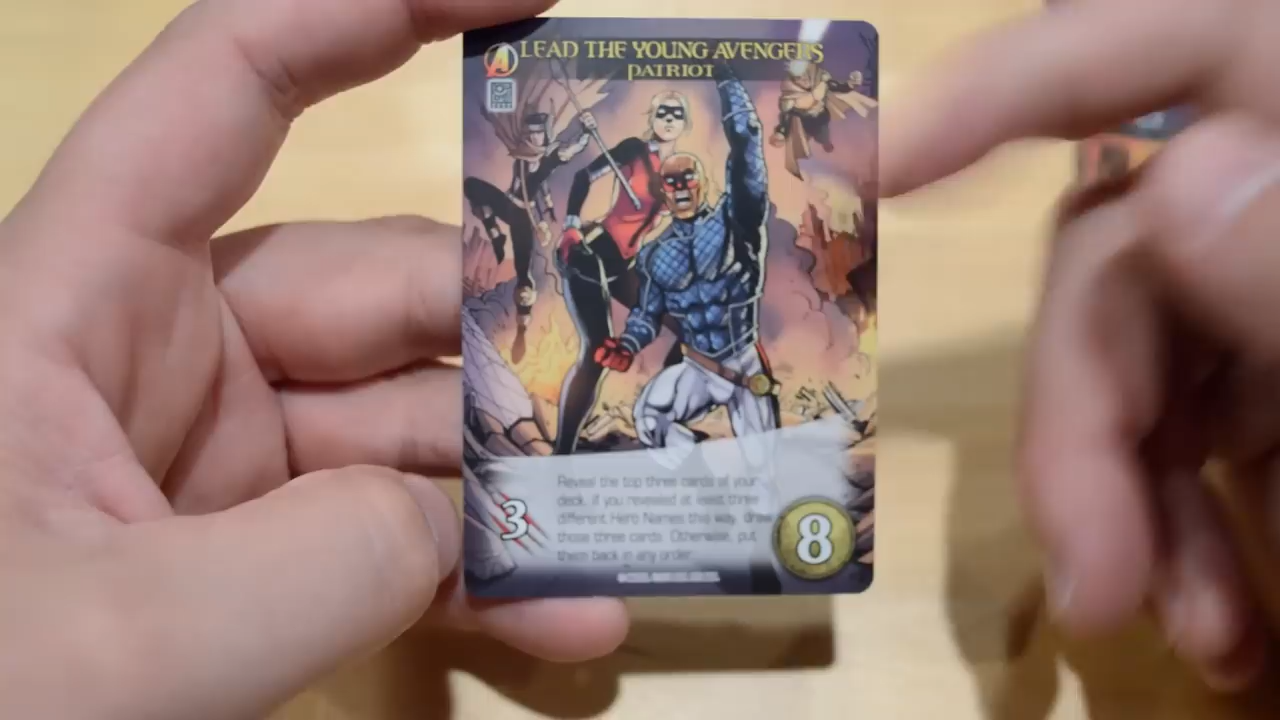 LEAD THE YOUNG AVENGERS
PATRIOT
Reveal the top three cards of your
deck. If you revealed at least three
different Hero Names this way, draw
those three cards. Otherwise, put
them back in any order.
3
8